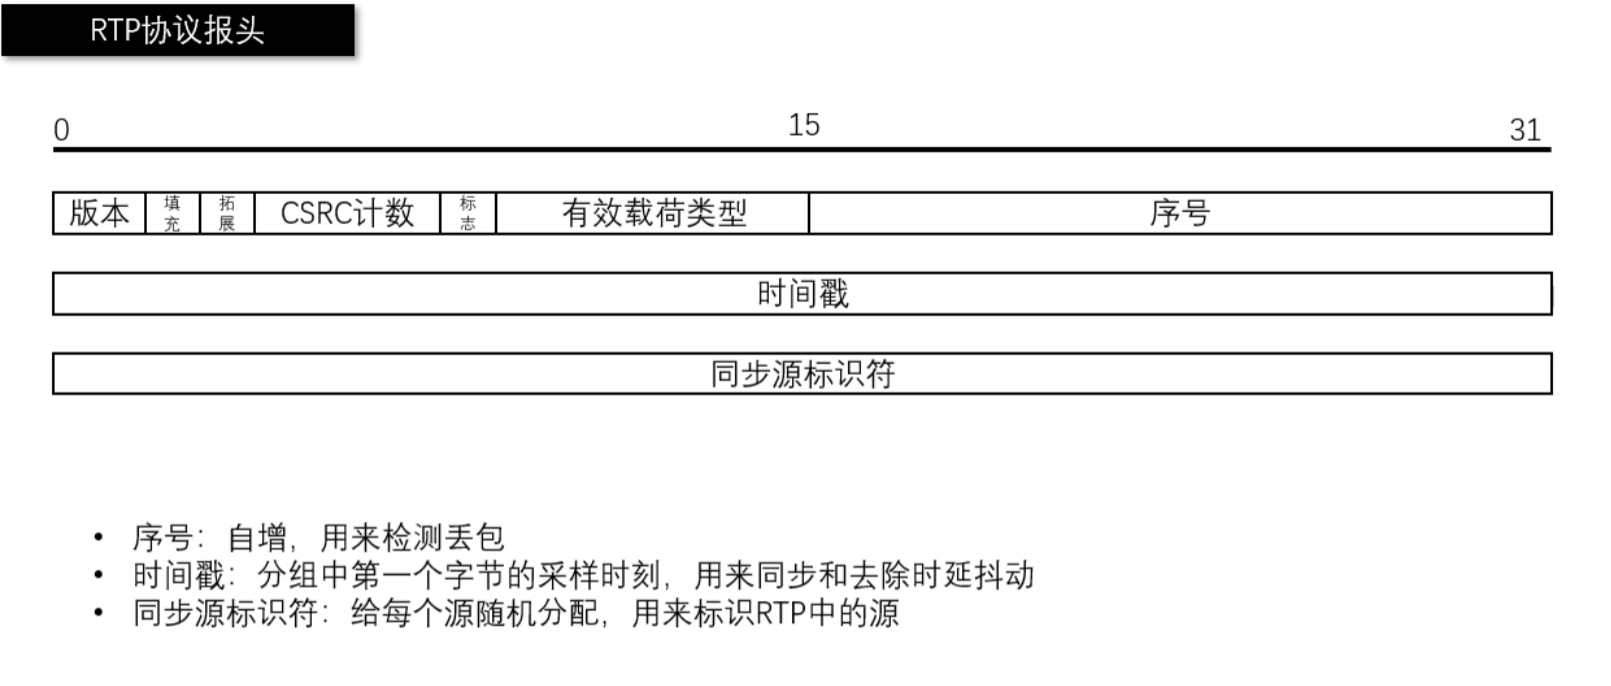 RTP协议报头
0 15 31
版本 填充 拓展 CSRC计数 标志 有效载荷类型 序号
时间戳
同步源标识符
• 序号：自增，用来检测丢包
• 时间戳：分组中第一个字节的采样时刻，用来同步和去除时延抖动
• 同步源标识符：给每个源随机分配，用来标识RTP中的源